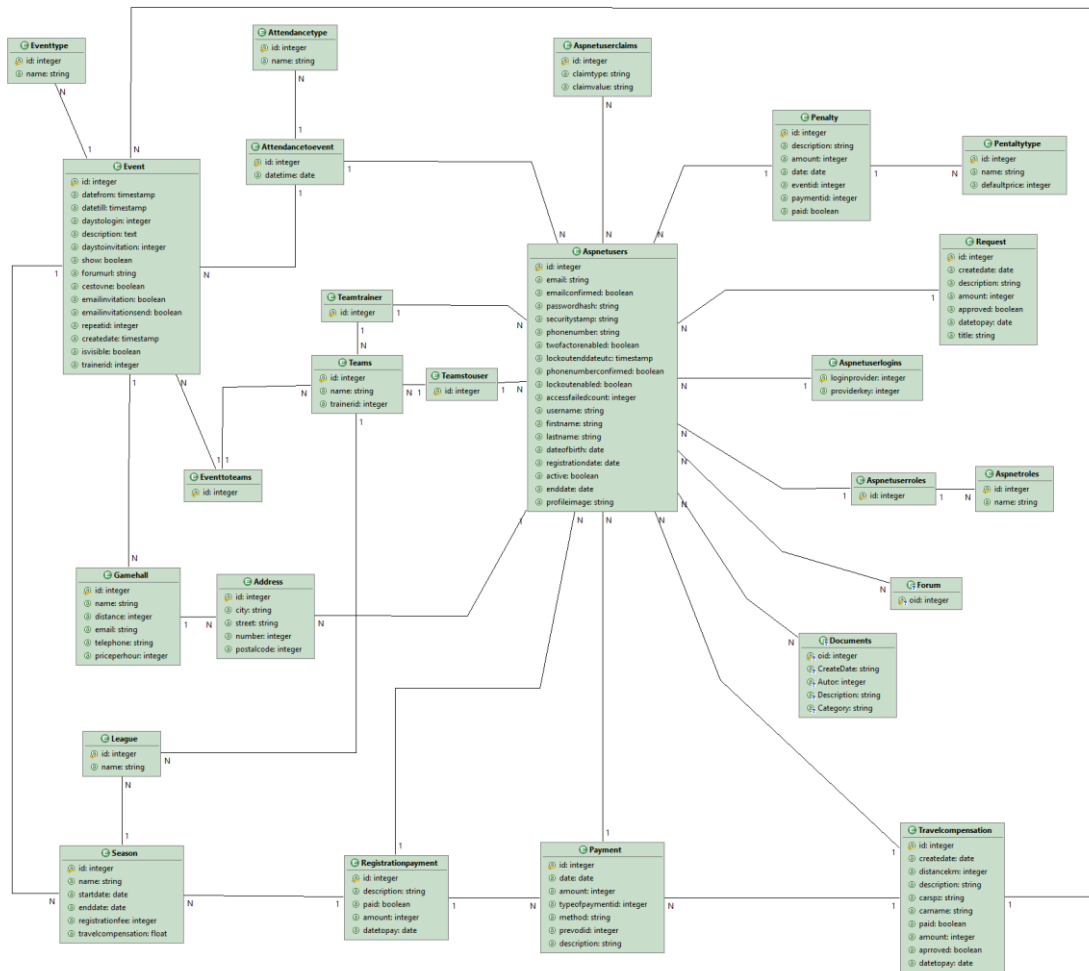 Eventtype
id: integer
name: string
Attendancetype
id: integer
name: string
Aspnetuserclaims
id: integer
claimtype: string
claimvalue: string
Penalty
id: integer
description: string
amount: integer
date: date
eventid: integer
paymentid: integer
paid: boolean
Pentaltytype
id: integer
name: string
defaultprice: integer
Attendancetoevent
id: integer
datetime: date
Event
id: integer
datefrom: timestamp
datetill: timestamp
daystologin: integer
description: text
daystoinvitation: integer
show: boolean
forumurl: string
cestovne: boolean
emailinvitation: boolean
emailinvitationsend: boolean
repeatid: integer
createdate: timestamp
isvisible: boolean
trainerid: integer
Aspnetusers
id: integer
email: string
emailconfirmed: boolean
passwordhash: string
securitystamp: string
phonenumber: string
twofactorenabled: boolean
lockoutenddateutc: timestamp
phonenumberconfirmed: boolean
lockoutenabled: boolean
accessfailedcount: integer
username: string
firstname: string
lastname: string
dateofbirth: date
registrationdate: date
active: boolean
enddate: date
profileimage: string
Request
id: integer
createdate: date
description: string
amount: integer
approved: boolean
datetopay: date
title: string
Teamtrainer
id: integer
Teams
id: integer
name: string
trainerid: integer
Teamstouser
id: integer
Aspnetuserlogins
loginprovider: integer
providerkey: integer
Eventtoteams
id: integer
Aspnetuserroles
id: integer
Aspnetroles
id: integer
name: string
Gamehall
id: integer
name: string
distance: integer
email: string
telephone: string
priceperhour: integer
Address
id: integer
city: string
street: string
number: integer
postalcode: integer
Forum
oid: integer
Documents
oid: integer
CreateDate: string
Autor: integer
Description: string
Category: string
League
id: integer
name: string
Season
id: integer
name: string
startdate: date
enddate: date
registrationfee: integer
travelcompensation: float
Registrationpayment
id: integer
description: string
paid: boolean
amount: integer
datetopay: date
Payment
id: integer
date: date
amount: integer
typeofpaymentid: integer
method: string
prevodid: integer
description: string
Travelcompensation
id: integer
createdate: date
distancekm: integer
description: string
carspz: string
carname: string
paid: boolean
amount: integer
aprroved: boolean
datetopay: date